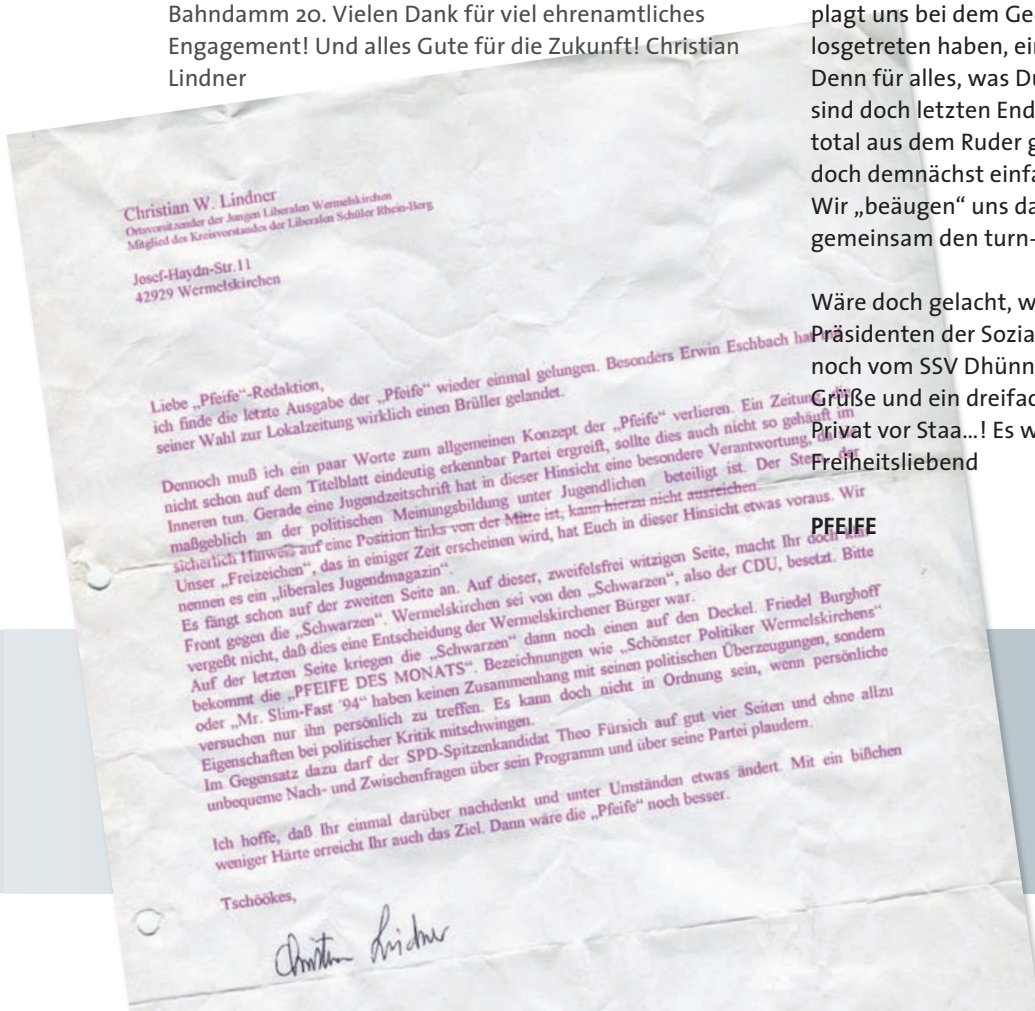 Bahndamm 20. Vielen Dank für viel ehrenamtliches
Engagement! Und alles Gute für die Zukunft! Christian
Lindner
Christian W. Lindner
Ortsvorsitzender der Jungen Liberalen Wermelskirchen
Mitglied des Kreisvorstandes der Liberalen Schüler Rhein-Berg
Josef-Haydn-Str.11
42929 Wermelskirchen
Liebe „Pfeife“-Redaktion,
ich finde die letzte Ausgabe der „Pfeife“ wieder einmal gelungen. Besonders Erwin Eschbach hat
seiner Wahl zur Lokalzeitung wirklich einen Brüller gelandet.
Dennoch muß ich ein paar Worte zum allgemeinen Konzept der „Pfeife“ verlieren. Ein Zeitung, die
nicht schon auf dem Titelblatt eindeutig erkennbar Partei ergreift, sollte dies auch nicht so gehäuft im
Inneren tun. Gerade eine Jugendzeitschrift hat in dieser Hinsicht eine besondere Verantwortung,
maßgeblich an der politischen Meinungsbildung unter Jugendlichen beteiligt ist. Der der
sicherlich Hinweis auf eine Position links von der Mitte ist, kann hierzu nicht ausreichen.
Unser „Freizeichen“, das in einiger Zeit erscheinen wird, hat Euch in dieser Hinsicht etwas voraus. Wir
nennen es ein „liberales Jugendmagazin“.
Es fängt schon auf der zweiten Seite an. Auf dieser, zweifelsfrei witzigen Seite, macht Ihr doch klar
Front gegen die „Schwarzen“. Wermelskirchen sei von den „Schwarzen“, also der CDU, besetzt. Bitte
vergeßt nicht, daß dies eine Entscheidung der Wermelskirchener Bürger war.
Auf der letzten Seite kriegen die „Schwarzen“ dann noch einen auf den Deckel. Friedel Burghoff
bekommt die „PFEIFE DES MONATS“. Bezeichnungen wie „Schönster Politiker Wermelskirchens“
oder „Mr. Slim-Fast '94“ haben keinen Zusammenhang mit seinen politischen Überzeugungen, sondern
versuchen nur ihn persönlich zu treffen. Es kann doch nicht in Ordnung sein, wenn persönliche
Eigenschaften bei politischer Kritik mitschwingen.
Im Gegensatz dazu darf der SPD-Spitzenkandidat Theo Fürsich auf gut vier Seiten und ohne allzu
unbequeme Nach- und Zwischenfragen über sein Programm und über seine Partei plaudern.
Ich hoffe, daß Ihr einmal darüber nachdenkt und unter Umständen etwas ändert. Mit ein bißchen
weniger Härte erreicht Ihr auch das Ziel. Dann wäre die „Pfeife“ noch besser.
Tschöökes,
Christian Lindner
plagt uns bei dem Ge
losgetreten haben, ei
Denn für alles, was Du
sind doch letzten End
total aus dem Ruder g
doch demnächst einfa
Wir „beäugen“ uns da
gemeinsam den turn-
Wäre doch gelacht, w
Präsidenten der Sozia
noch vom SSV Dhünn
Grüße und ein dreifac
Privat vor Staa...! Es w
Freiheitsliebend
PFEIFE